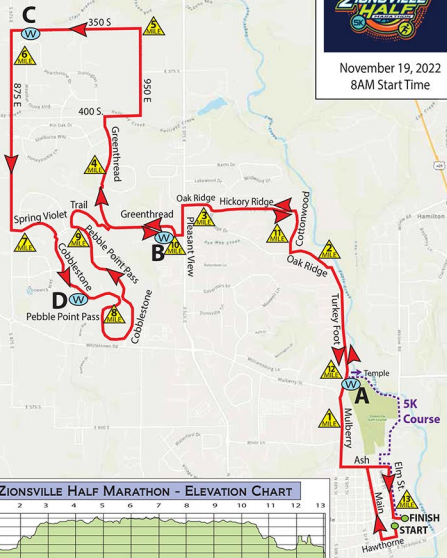 ZIONSVILLE
HALF
MARATHON
5K
November 19, 2022
8AM Start Time
C
W
350 S
5
MILE
6
MILE
875 E
950 E
400 S
Greenthread
4
MILE
Trail
Greenthread
Oak Ridge
Hickory Ridge
Cottonwood
3
MILE
Spring Violet
7
MILE
9
MILE
Pebble Point Pass
W
10
MILE
B
Pleasant View
11
MILE
Oak Ridge
2
MILE
Cobblestone
D
W
Pebble Point Pass
8
MILE
Cobblestone
Turkey Foot
12
MILE
Temple
W
A
5K
Course
1
MILE
Mulberry
Ash
Elm St.
Main
13
MILE
FINISH
START
Hawthorne
ZIONSVILLE HALF MARATHON - ELEVATION CHART
2 3 4 5 6 7 8 9 10 11 12 13